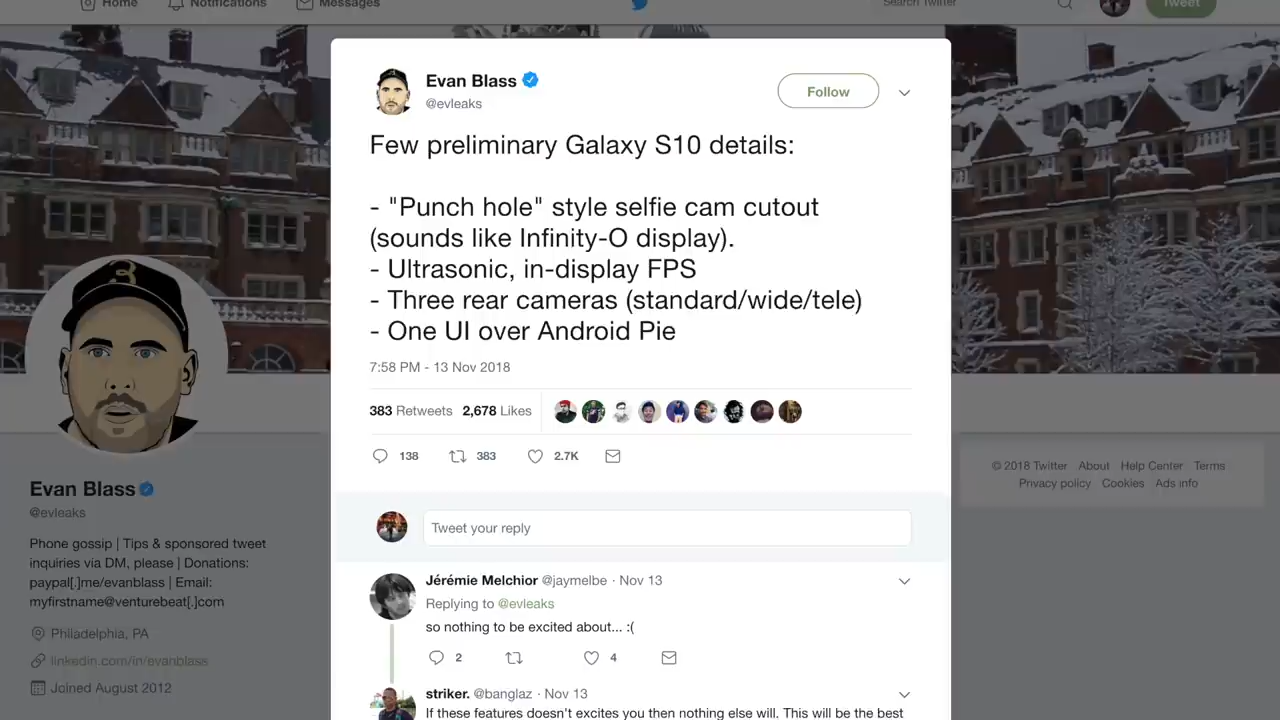 Home Notifications Messages Search Twitter Tweet
Evan Blass
@evleaks
Follow
Few preliminary Galaxy S10 details:
- "Punch hole" style selfie cam cutout
(sounds like Infinity-O display).
- Ultrasonic, in-display FPS
- Three rear cameras (standard/wide/tele)
- One UI over Android Pie
7:58 PM - 13 Nov 2018
383 Retweets 2,678 Likes
138 383 2.7K
Tweet your reply
Jérémie Melchior @jaymelbe · Nov 13
Replying to @evleaks
so nothing to be excited about... :(
2 4
striker. @banglaz · Nov 13
If these features doesn't excites you then nothing else will. This will be the best
3
Evan Blass
@evleaks
Phone gossip | Tips & sponsored tweet
inquiries via DM, please | Donations:
paypal[.]me/evanblass | Email:
myfirstname@venturebeat[.]com
Philadelphia, PA
linkedin.com/in/evanblass
Joined August 2012
© 2018 Twitter About Help Center Terms
Privacy policy Cookies Ads info